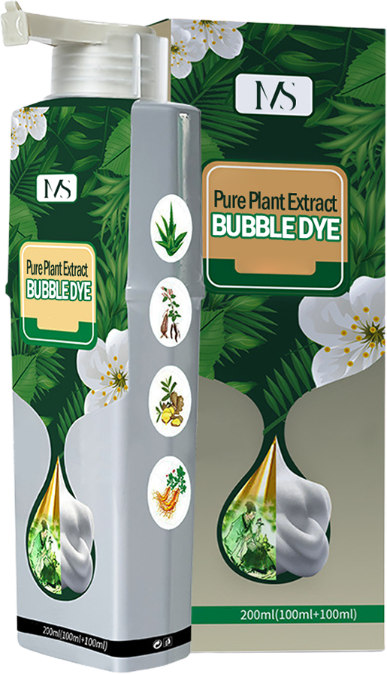 MS
Pure Plant Extract
BUBBLE DYE
200ml(100ml+100ml)
MS
Pure Plant Extract
BUBBLE DYE
200ml(100ml+100ml)